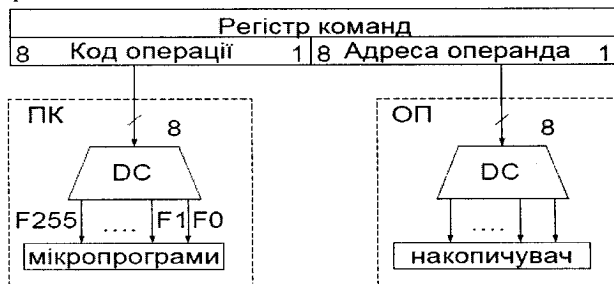 Регістр команд
8 Код операції 1 8 Адреса операнда 1
ПК 8
ОП 8
DC
DC
F255 .... F1 F0
....
мікропрограми
накопичувач